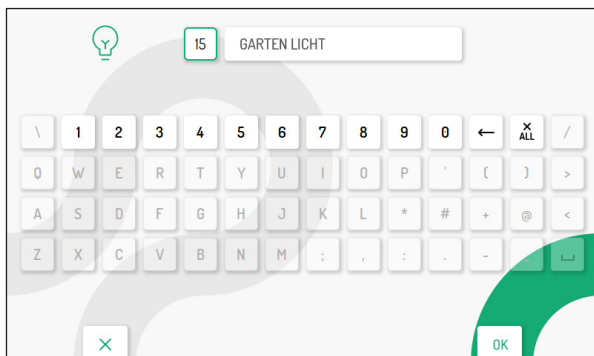 15 GARTEN LICHT
\ 1 2 3 4 5 6 7 8 9 0 ← × ALL /
Q W E R T Y U I O P ' ( ) >
A S D F G H J K L * # + @ <
Z X C V B N M ; , : . - _
× OK